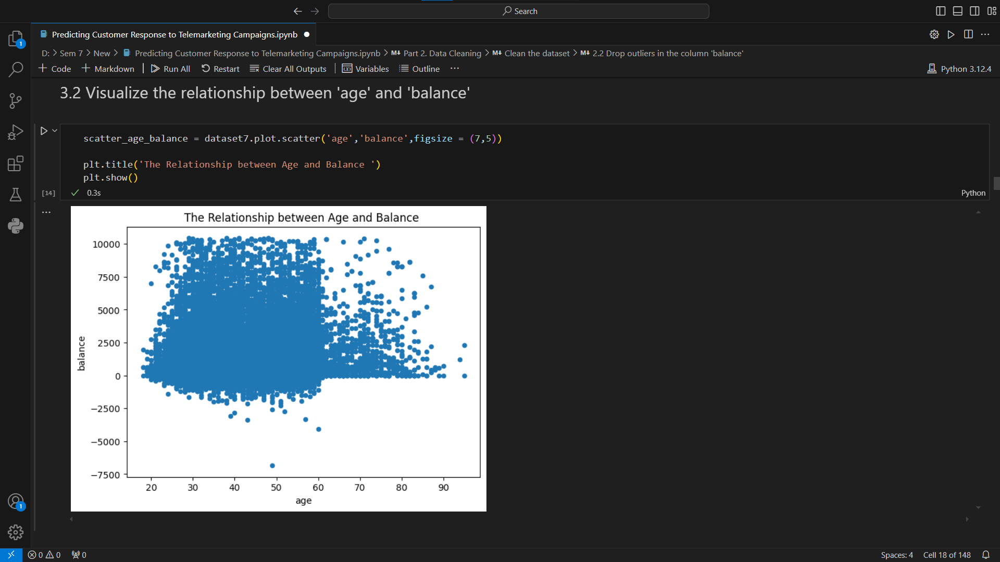 Search
Predicting Customer Response to Telemarketing Campaigns.ipynb
D: > Sem 7 > New > Predicting Customer Response to Telemarketing Campaigns.ipynb > M↓ Part 2. Data Cleaning > M↓ Clean the dataset > M↓ 2.2 Drop outliers in the column 'balance'
+ Code + Markdown | Run All Restart Clear All Outputs | Variables Outline ... Python 3.12.4
3.2 Visualize the relationship between 'age' and 'balance'
scatter_age_balance = dataset7.plot.scatter('age','balance',figsize = (7,5))
plt.title('The Relationship between Age and Balance ')
plt.show()
[14] 0.3s Python
The Relationship between Age and Balance
10000
7500
5000
2500
0
−2500
−5000
−7500
balance
20 30 40 50 60 70 80 90
age
1
1
0 0 0 Spaces: 4 Cell 18 of 148